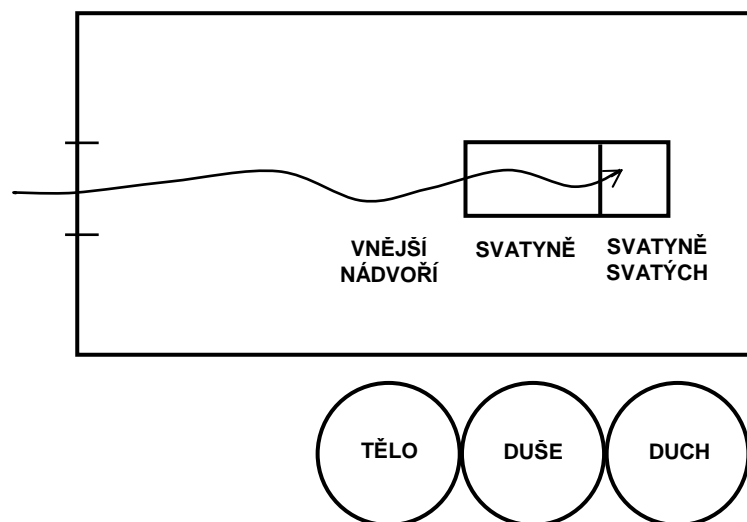 VNĚJŠÍ
NÁDVOŘÍ
SVATYNĚ
SVATYNĚ
SVATÝCH
TĚLO
DUŠE
DUCH